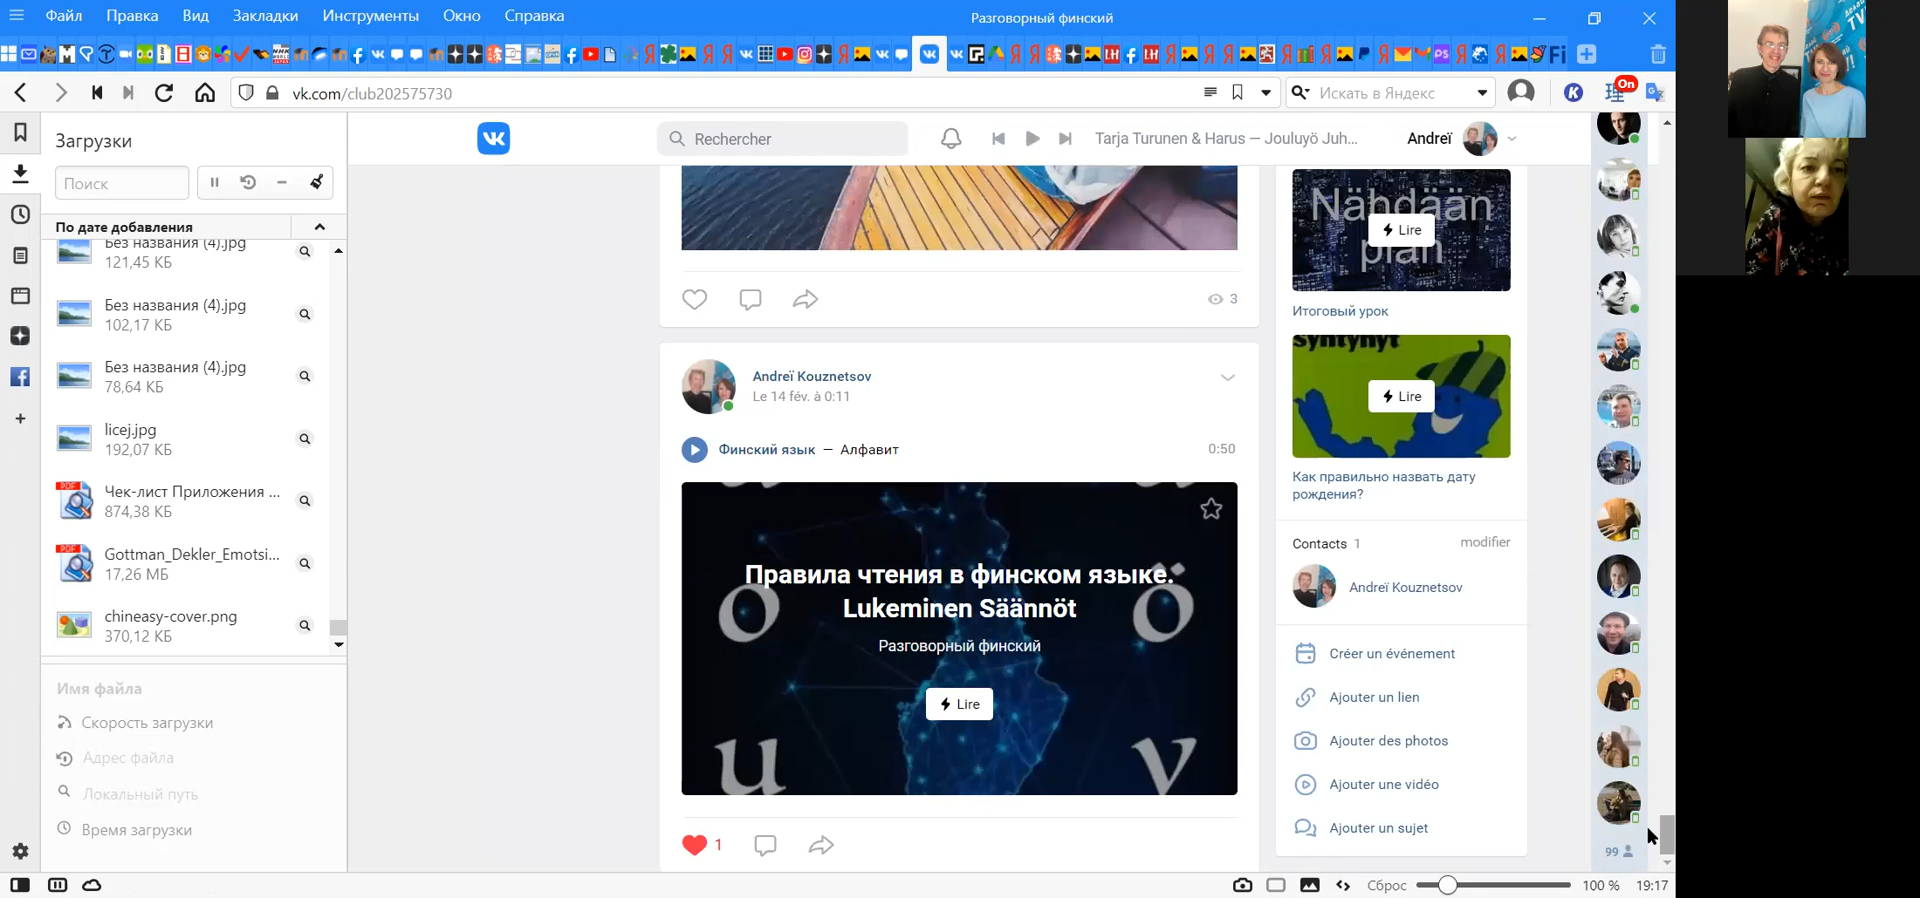 Файл Правка Вид Закладки Инструменты Окно Справка
Разговорный финский
vk.com/club202575730
Искать в Яндекс
On
Загрузки
Поиск
По дате добавления
Без названия (4).jpg
121,45 КБ
Без названия (4).jpg
102,17 КБ
Без названия (4).jpg
78,64 КБ
licej.jpg
192,07 КБ
Чек-лист Приложения ...
874,38 КБ
Gottman_Dekler_Emotsi...
17,26 МБ
chineasy-cover.png
370,12 КБ
Имя файла
Скорость загрузки
Адрес файла
Локальный путь
Время загрузки
Rechercher
Tarja Turunen & Harus — Jouluyö Juh...
Andreï
3
Andreï Kouznetsov
Le 14 fév. à 0:11
Финский язык — Алфавит
0:50
Правила чтения в финском языке.
Lukeminen Säännöt
Разговорный финский
Lire
o ö
u v
1
Nähdään
Lire
pian
Итоговый урок
syntynyt
Lire
Как правильно назвать дату
рождения?
Contacts 1
modifier
Andreï Kouznetsov
Créer un événement
Ajouter un lien
Ajouter des photos
Ajouter une vidéo
Ajouter un sujet
99
Сброс
100 %
19:17